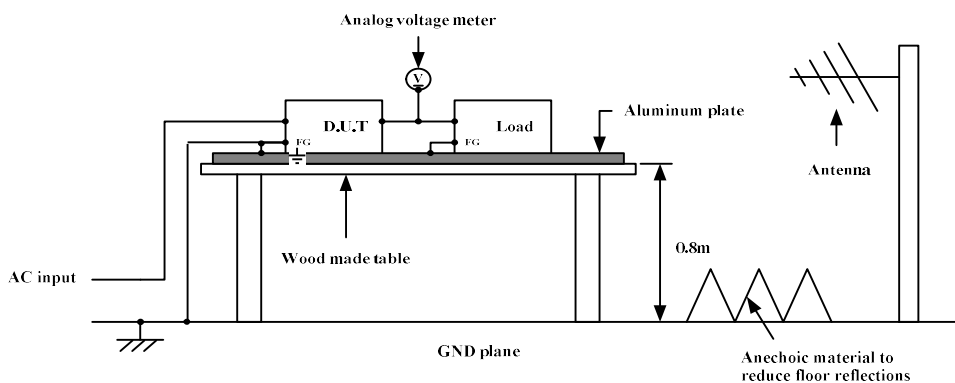 Analog voltage meter
V
D.U.T
Load
FG
FG
Aluminum plate
Antenna
Wood made table
0.8m
AC input
GND plane
Anechoic material to
reduce floor reflections